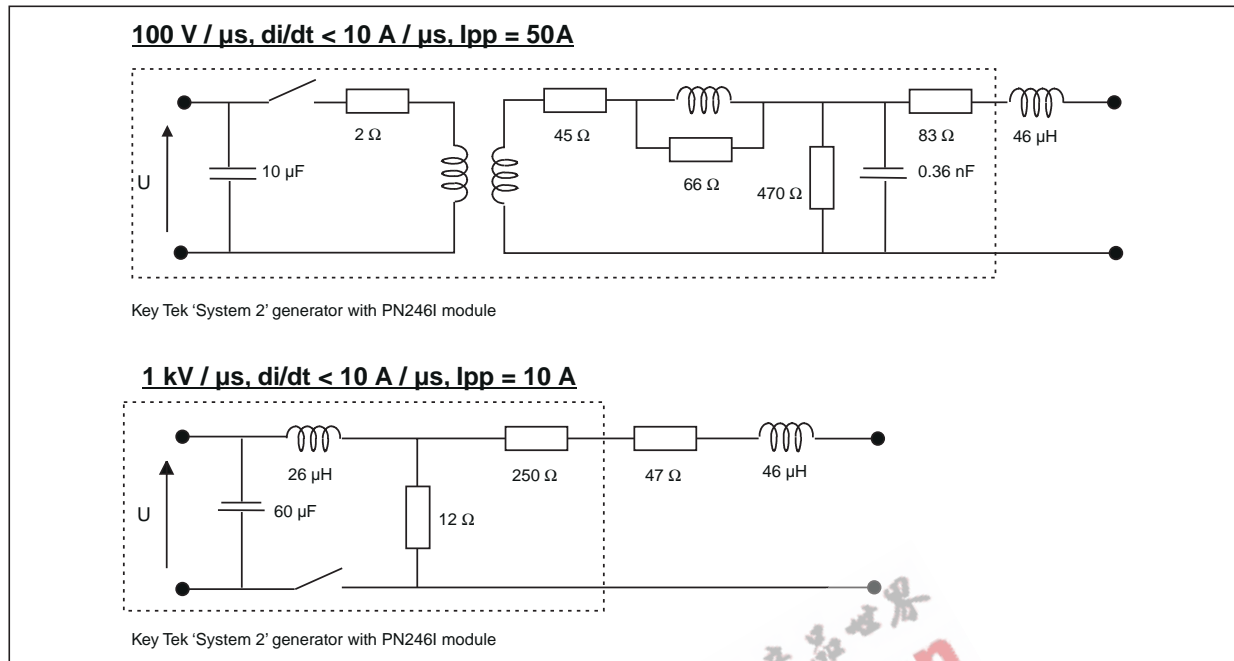 100 V / µs, di/dt < 10 A / µs, Ipp = 50A
2 Ω
45 Ω
83 Ω
46 µH
U
10 µF
66 Ω
470 Ω
0.36 nF
Key Tek ‘System 2’ generator with PN246I module
1 kV / µs, di/dt < 10 A / µs, Ipp = 10 A
26 µH
250 Ω
47 Ω
46 µH
U
60 µF
12 Ω
Key Tek ‘System 2’ generator with PN246I module